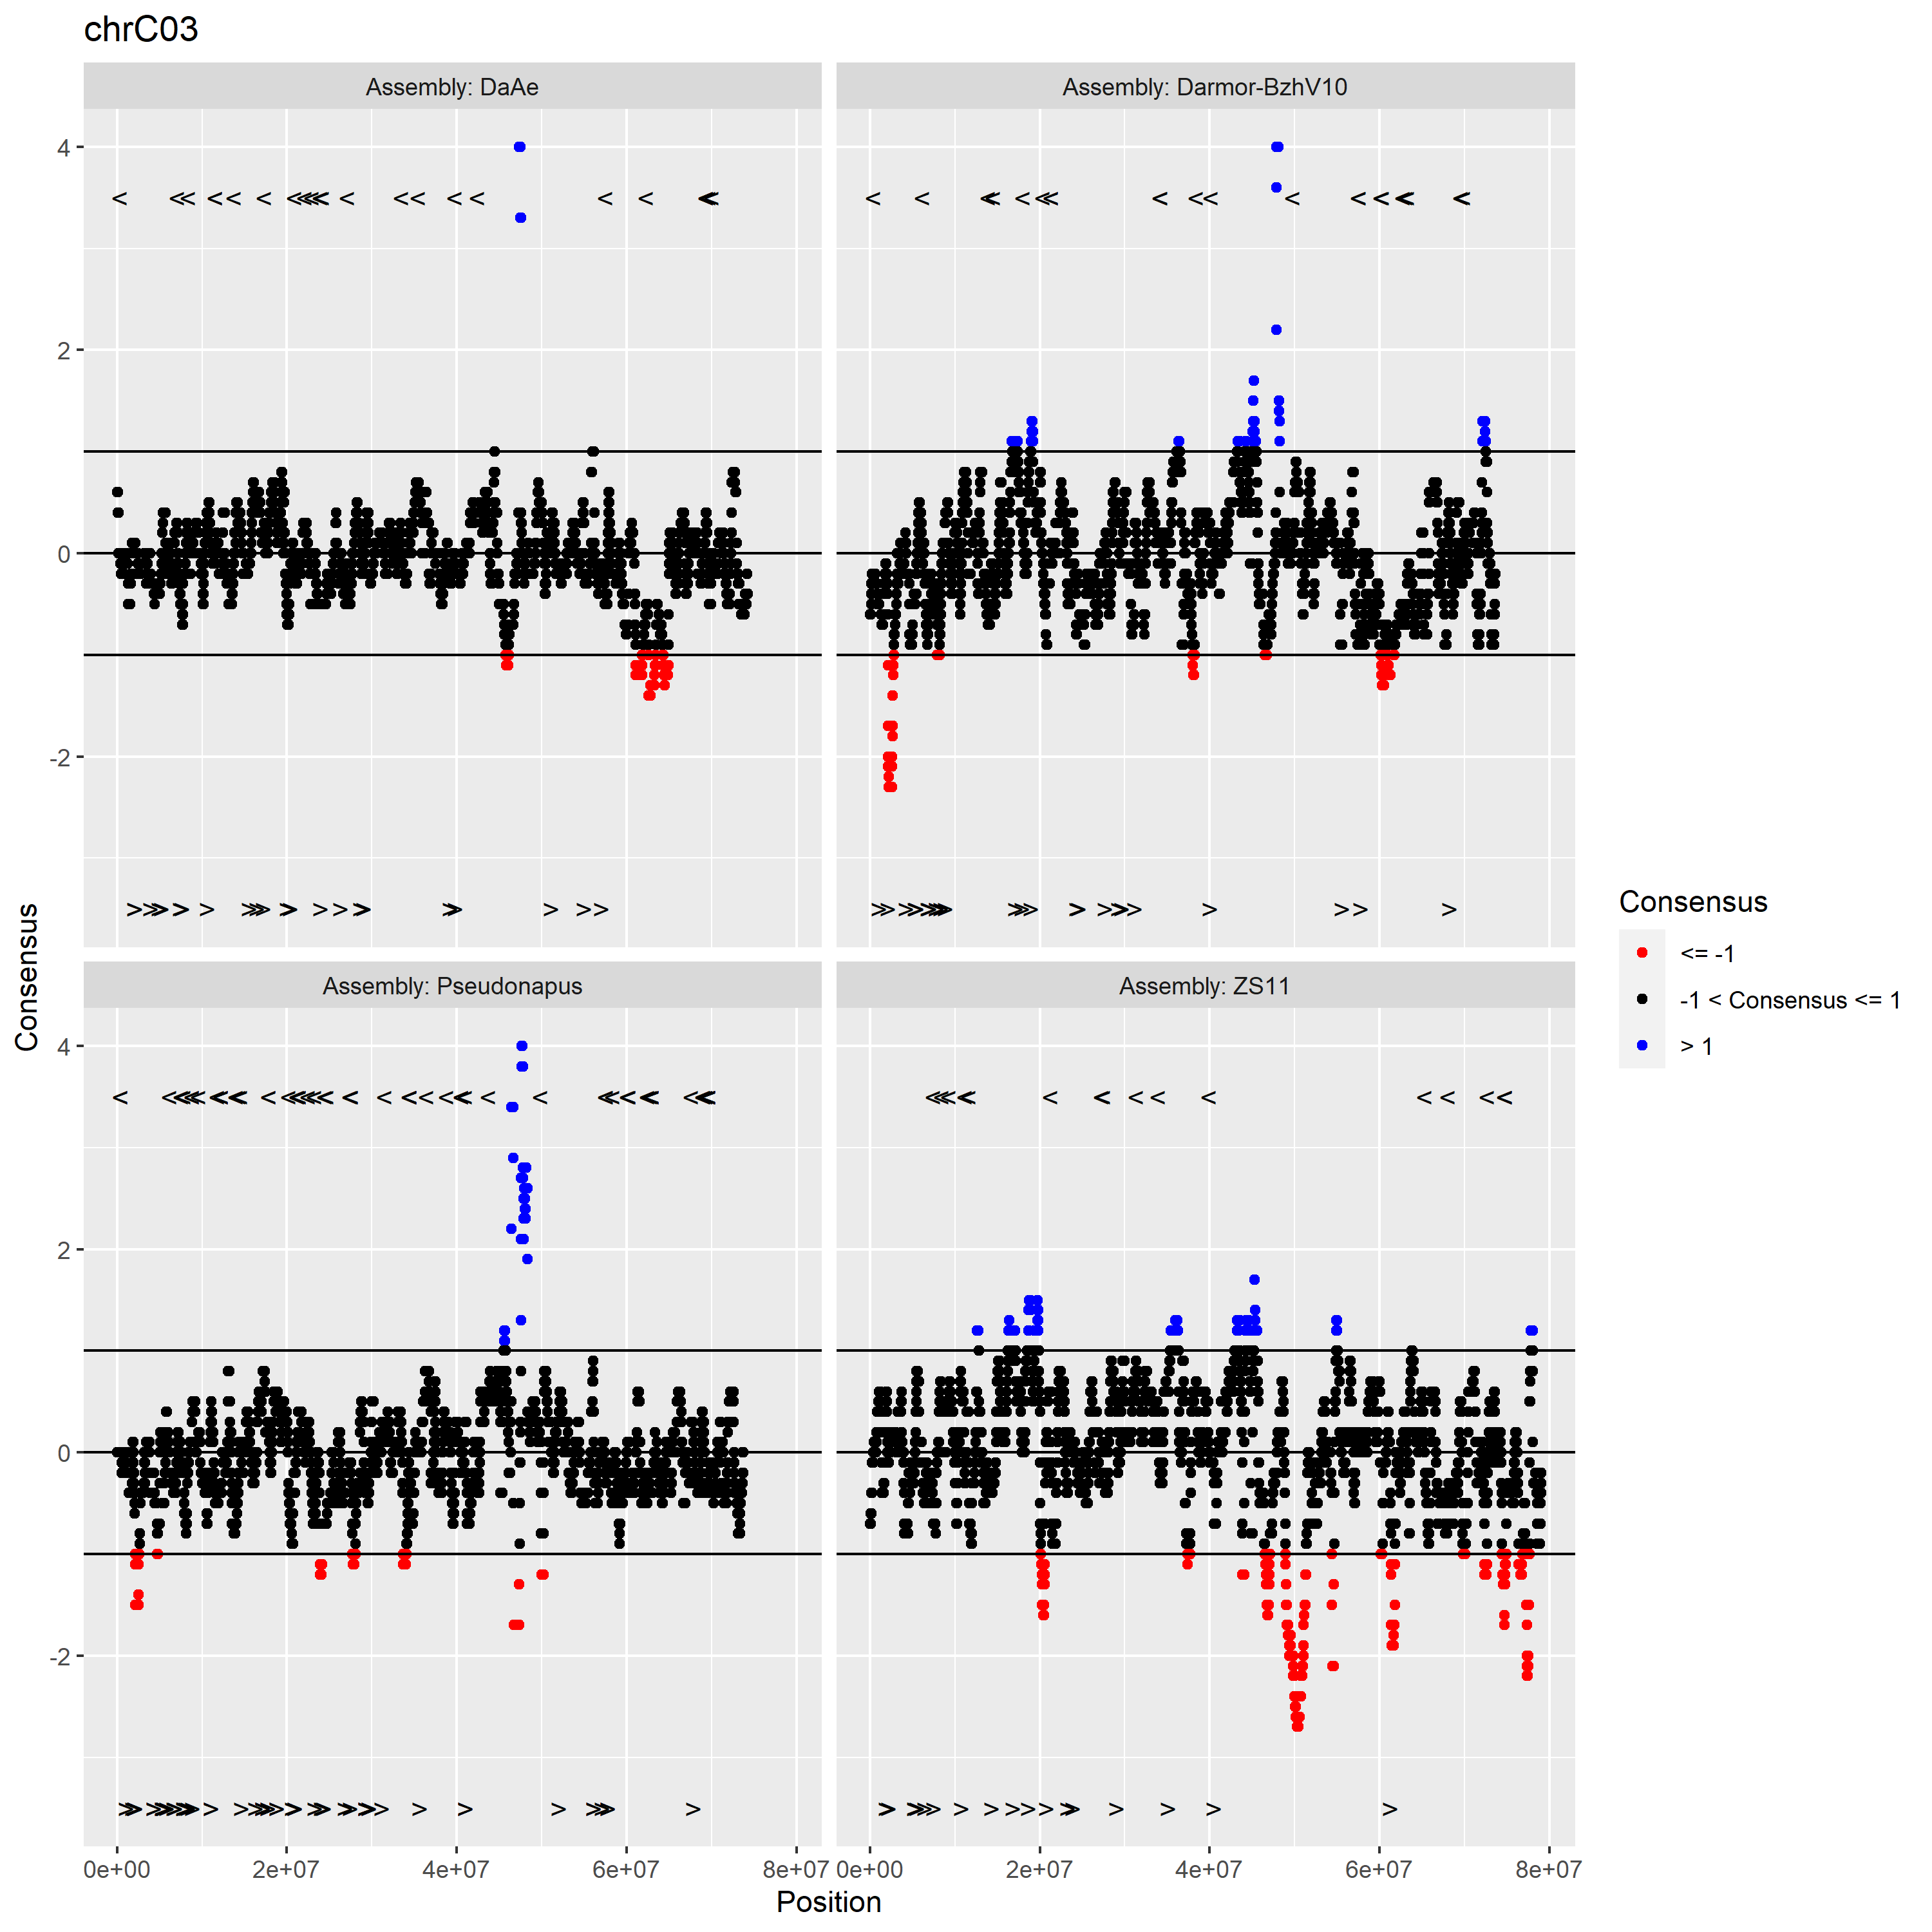 chrC03
Assembly: DaAe
Assembly: Darmor-BzhV10
4
2
0
-2
Assembly: Pseudonapus
Assembly: ZS11
4
2
0
-2
0e+00 2e+07 4e+07 6e+07 8e+07
0e+00 2e+07 4e+07 6e+07 8e+07
Position
Consensus
Consensus
<= -1
-1 < Consensus <= 1
> 1